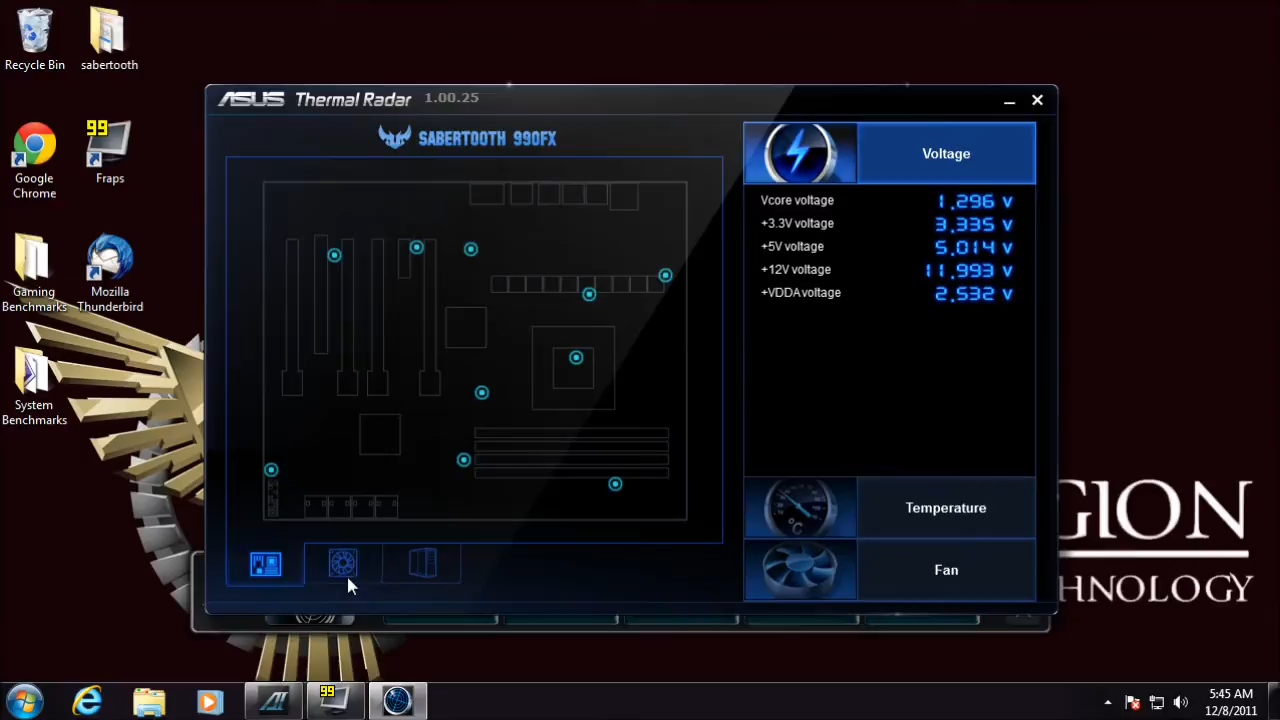 Recycle Bin
sabertooth
99
Google
Chrome
Fraps
Gaming
Benchmarks
Mozilla
Thunderbird
System
Benchmarks
ASUS Thermal Radar 1.00.25
SABERTOOTH 990FX
Voltage
Vcore voltage 1.296 V
+3.3V voltage 3.335 V
+5V voltage 5.014 V
+12V voltage 11.993 V
+VDDA voltage 2.532 V
°C
Temperature
Fan
GION
HNOLOGY
99
5:45 AM
12/8/2011